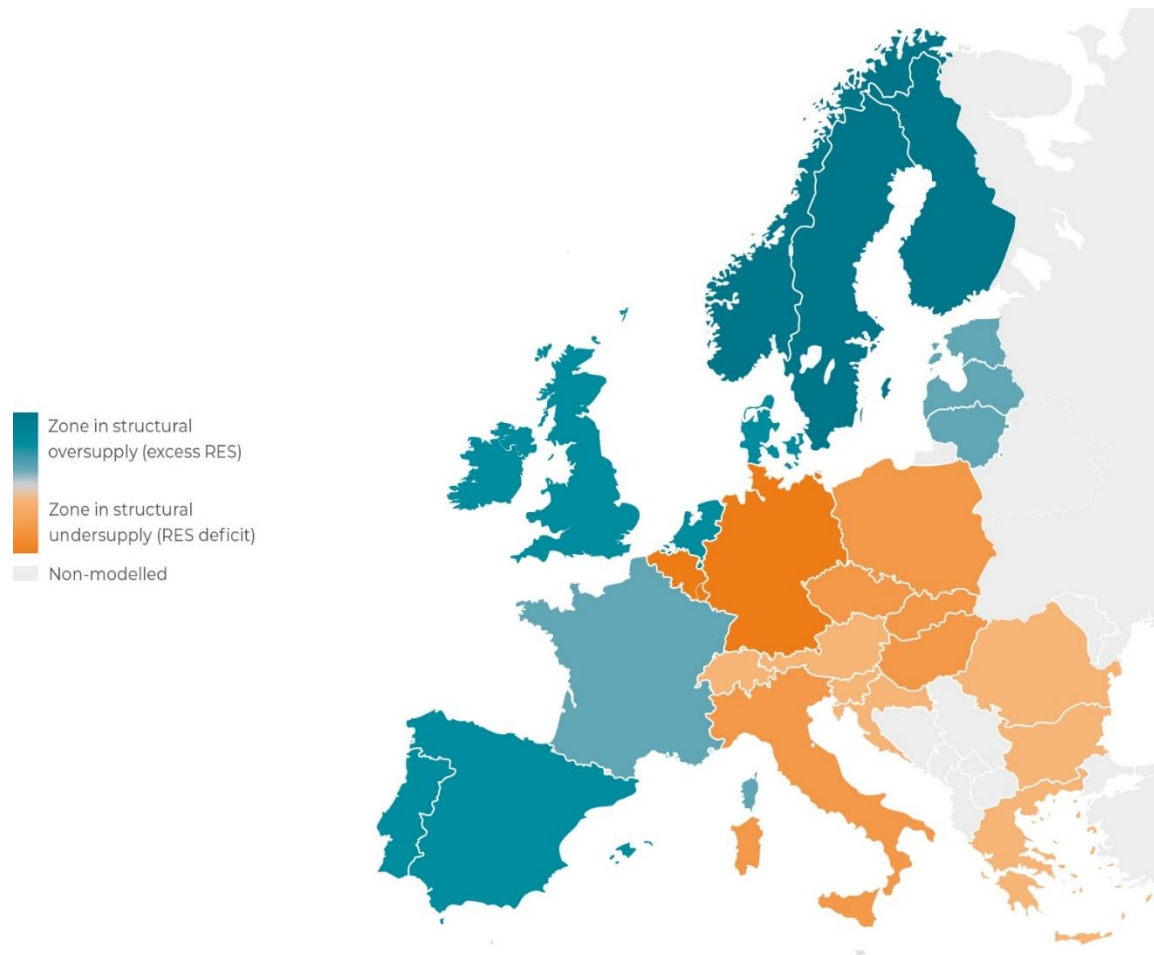 Zone in structural
oversupply (excess RES)
Zone in structural
undersupply (RES deficit)
Non-modelled